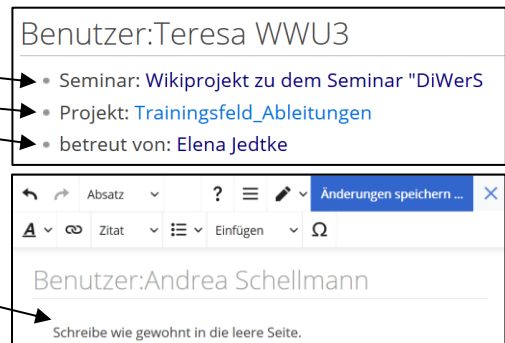 Benutzer:Teresa WWU3
Seminar: Wikiprojekt zu dem Seminar "DiWerS
Projekt: Trainingsfeld_Ableitungen
betreut von: Elena Jedtke
Absatz ? Änderungen speichern ...
A Zitat Einfügen Ω
Benutzer:Andrea Schellmann
Schreibe wie gewohnt in die leere Seite.